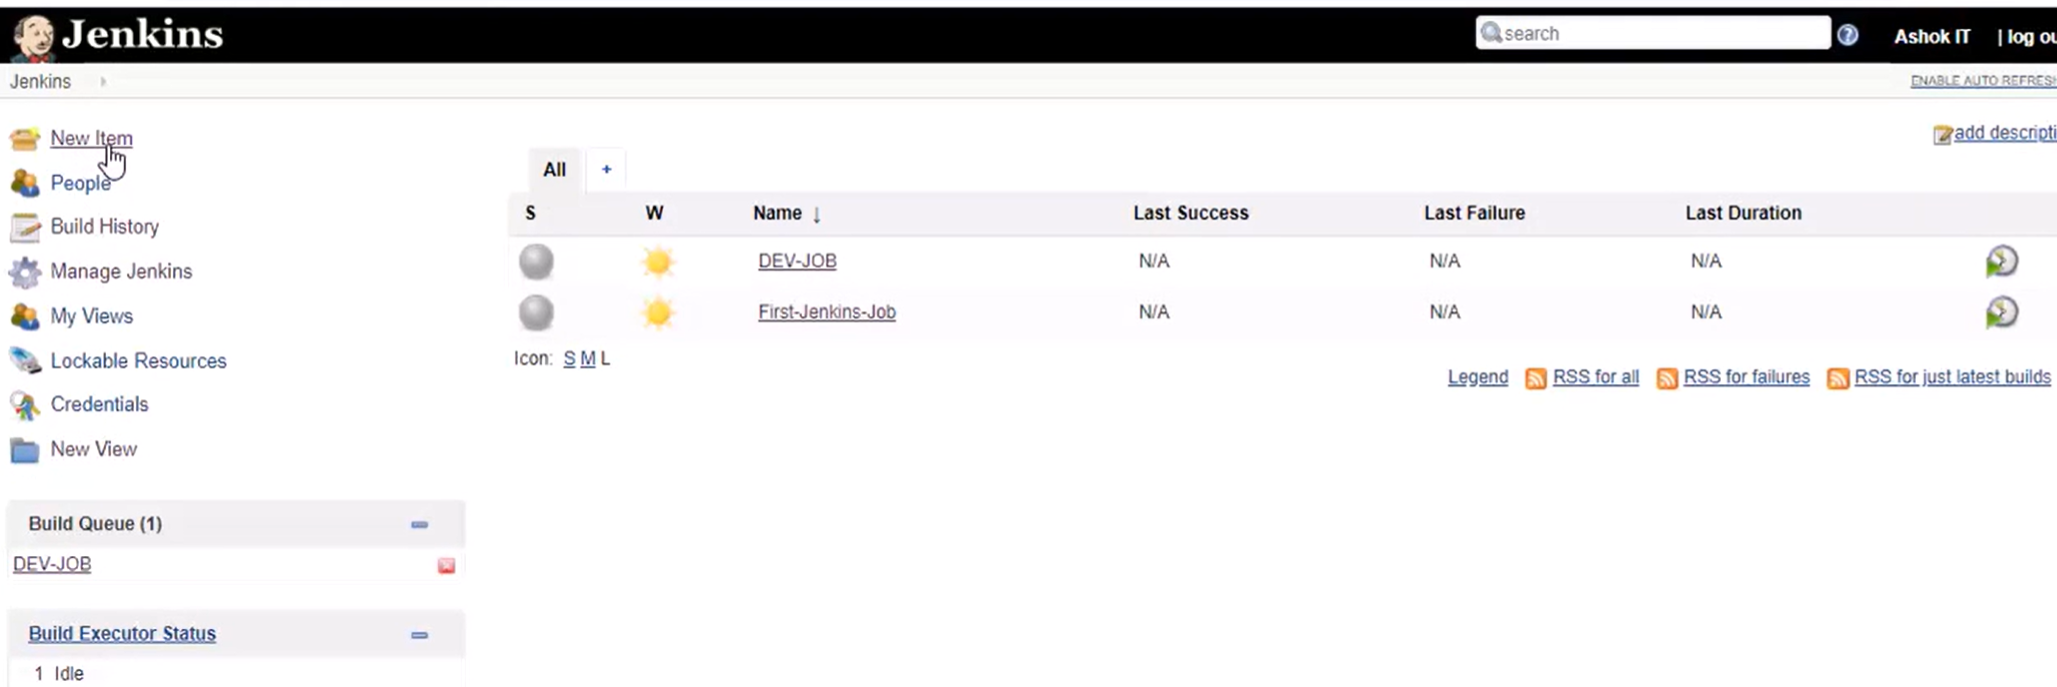 Jenkins
search
Ashok IT | log ou
Jenkins
ENABLE AUTO REFRES
New Item
People
Build History
Manage Jenkins
My Views
Lockable Resources
Credentials
New View
Build Queue (1)
DEV-JOB
Build Executor Status
1 Idle
add descripti
All +
S W Name ↓ Last Success Last Failure Last Duration
DEV-JOB N/A N/A N/A
First-Jenkins-Job N/A N/A N/A
Icon: S M L
Legend RSS for all RSS for failures RSS for just latest builds